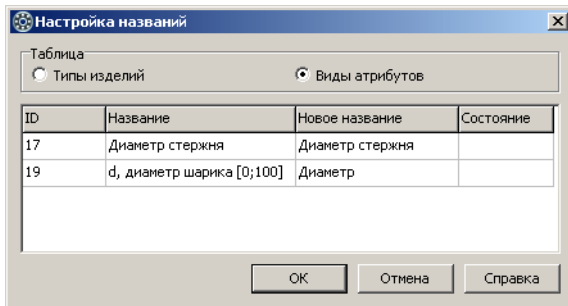 Настройка названий
Таблица
Типы изделий Виды атрибутов
ID Название Новое название Состояние
17 Диаметр стержня Диаметр стержня
19 d, диаметр шарика [0;100] Диаметр
ОК Отмена Справка